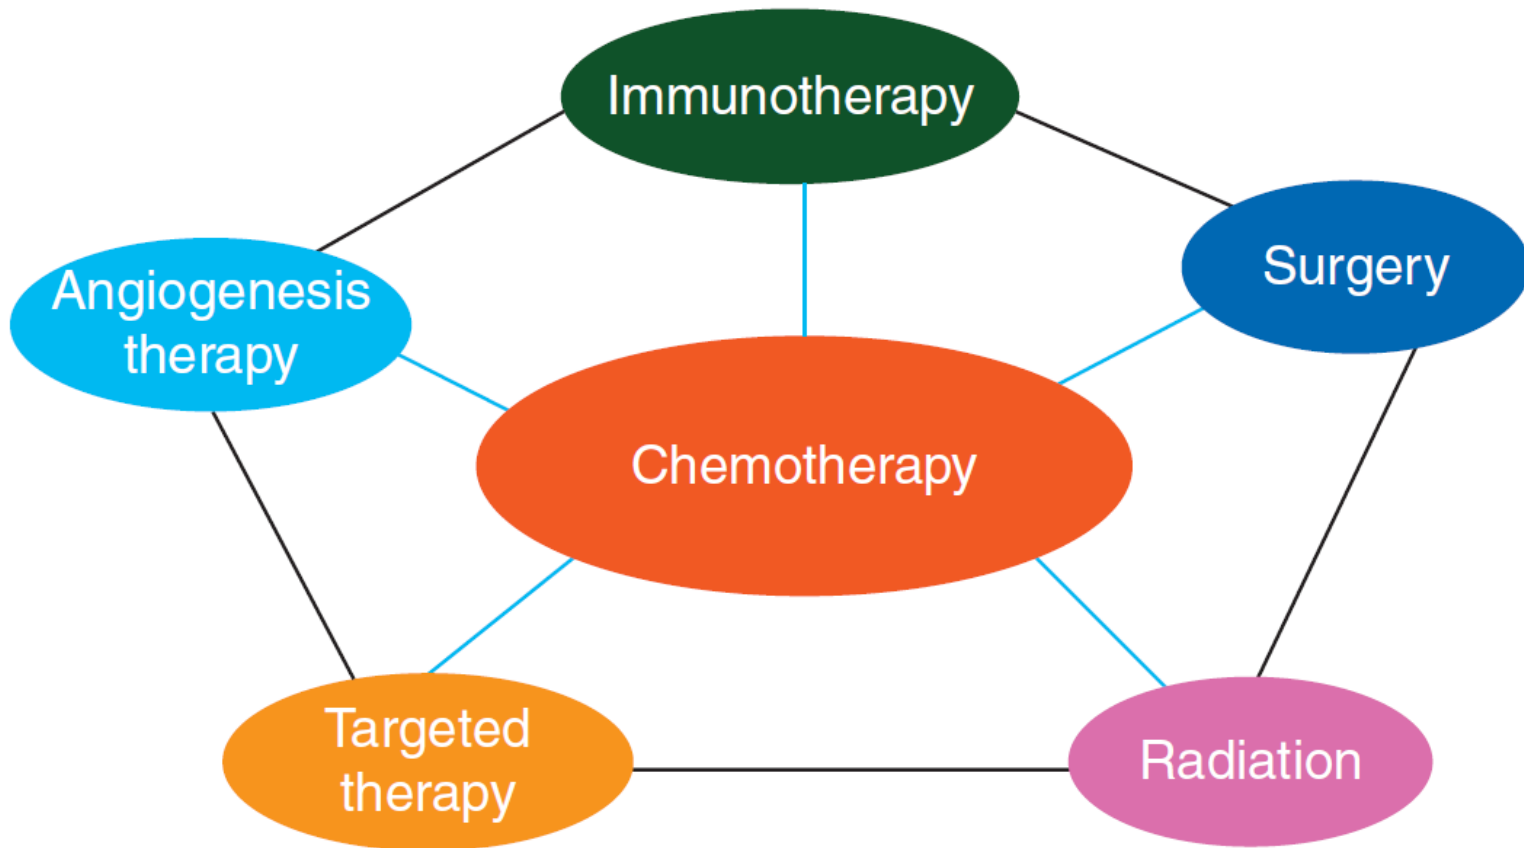 Immunotherapy
Surgery
Angiogenesis
therapy
Chemotherapy
Targeted
therapy
Radiation